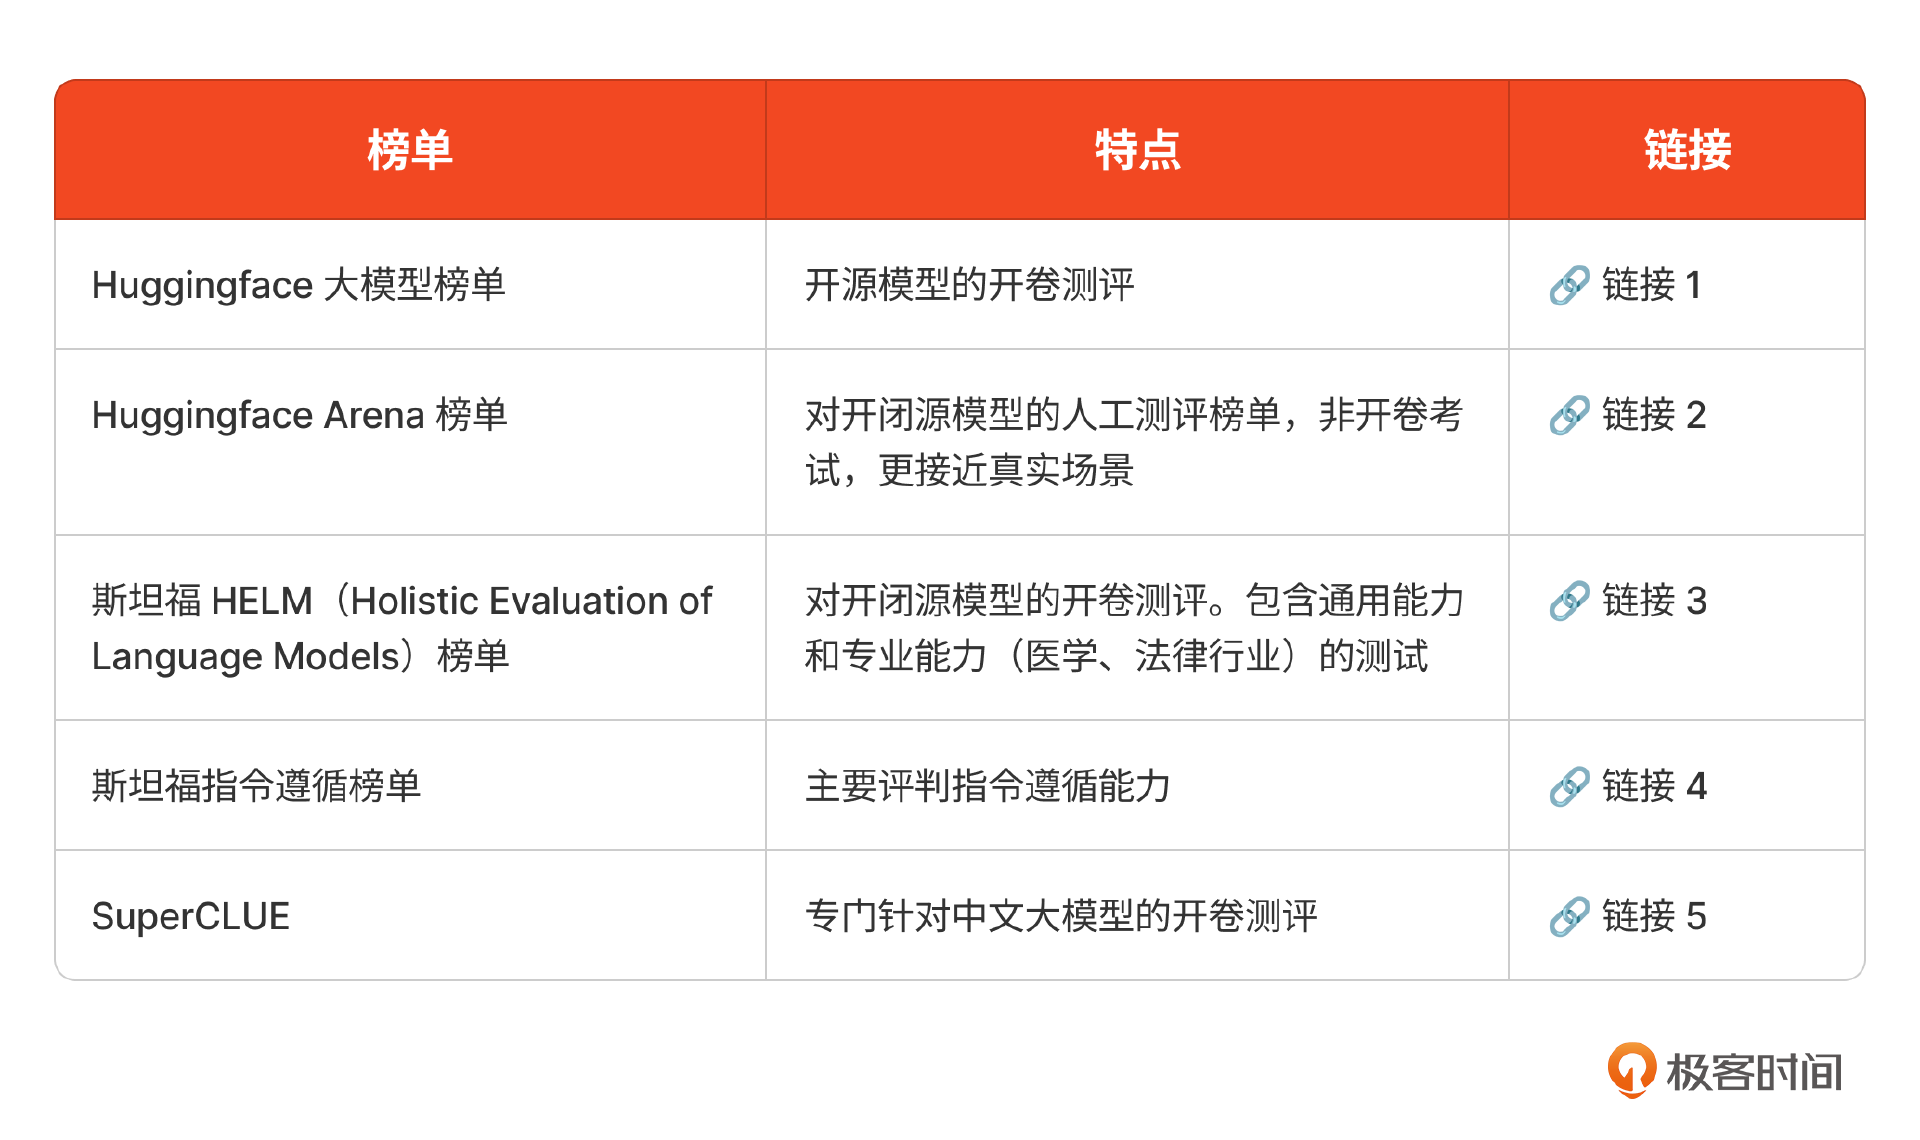 榜单 特点 链接
Huggingface 大模型榜单 开源模型的开卷测评 🔗 链接 1
Huggingface Arena 榜单 对开闭源模型的人工测评榜单，非开卷考 🔗 链接 2
试，更接近真实场景
斯坦福 HELM（Holistic Evaluation of 对开闭源模型的开卷测评。包含通用能力 🔗 链接 3
Language Models）榜单 和专业能力（医学、法律行业）的测试
斯坦福指令遵循榜单 主要评判指令遵循能力 🔗 链接 4
SuperCLUE 专门针对中文大模型的开卷测评 🔗 链接 5
极客时间